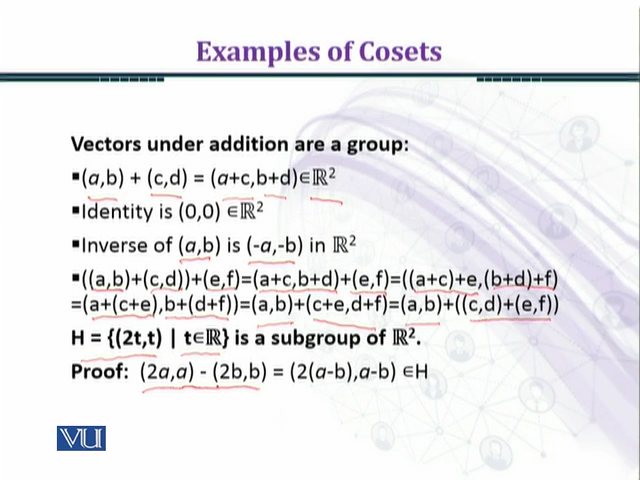 Examples of Cosets
Vectors under addition are a group:
▪(a,b) + (c,d) = (a+c,b+d)∈ℝ²
▪Identity is (0,0) ∈ℝ²
▪Inverse of (a,b) is (-a,-b) in ℝ²
▪((a,b)+(c,d))+(e,f)=(a+c,b+d)+(e,f)=((a+c)+e,(b+d)+f)
=(a+(c+e),b+(d+f))=(a,b)+(c+e,d+f)=(a,b)+((c,d)+(e,f))
H = {(2t,t) | t∈ℝ} is a subgroup of ℝ².
Proof: (2a,a) - (2b,b) = (2(a-b),a-b) ∈H
VU